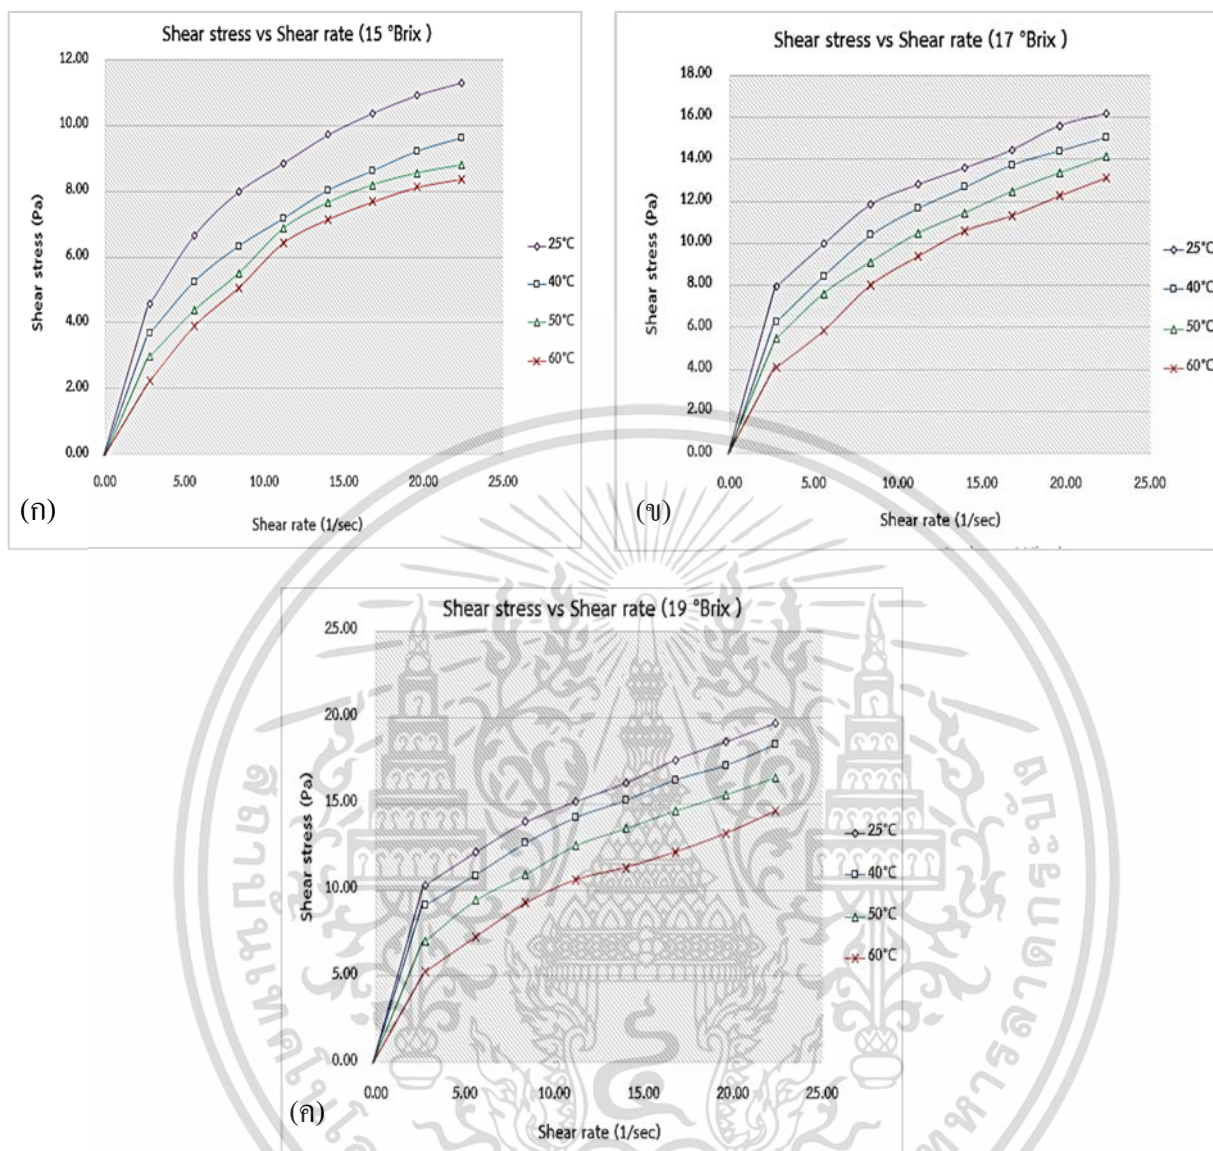 Shear stress vs Shear rate (15 °Brix )
12.00
10.00
8.00
6.00
4.00
2.00
0.00
Shear stress (Pa)
0.00 5.00 10.00 15.00 20.00 25.00
Shear rate (1/sec)
25°C
40°C
50°C
60°C
(ก)
Shear stress vs Shear rate (17 °Brix )
18.00
16.00
14.00
12.00
10.00
8.00
6.00
4.00
2.00
0.00
Shear stress (Pa)
0.00 5.00 10.00 15.00 20.00 25.00
Shear rate (1/sec)
25°C
40°C
50°C
60°C
(ข)
Shear stress vs Shear rate (19 °Brix )
25.00
20.00
15.00
10.00
5.00
0.00
Shear stress (Pa)
0.00 5.00 10.00 15.00 20.00 25.00
Shear rate (1/sec)
25°C
40°C
50°C
60°C
(ค)